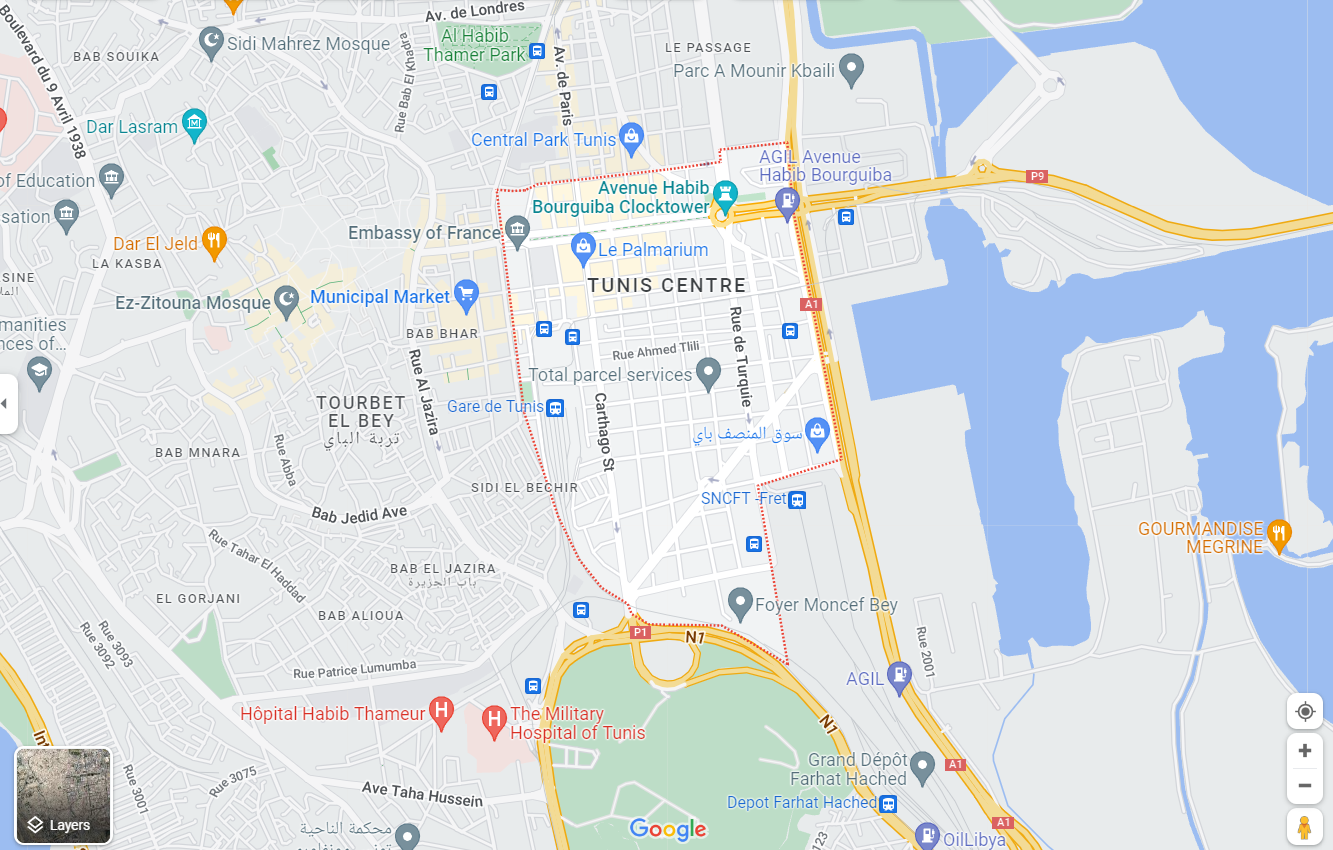 Av. de Londres
Boulevard du 9 Avril 1938
Sidi Mahrez Mosque
BAB SOUIKA
Al Habib
Thamer Park
Av. de Paris
LE PASSAGE
Parc A Mounir Kbaili
Rue Bab El Khadra
Dar Lasram
Central Park Tunis
AGIL Avenue
Habib Bourguiba
P9
of Education
Avenue Habib
Bourguiba Clocktower
ssation
Embassy of France
Dar El Jeld
LA KASBA
Le Palmarium
SINE
TUNIS CENTRE
Ez-Zitouna Mosque
Municipal Market
A1
manities
nces of...
BAB BHAR
Rue Ahmed Tlili
Rue de Turquie
Rue Al Jazira
Total parcel services
TOURBET
EL BEY
تربة الباي
Gare de Tunis
Carthago St
سوق المنصف باي
BAB MNARA
Rue Abba
SIDI EL BECHIR
SNCFT -Fret
Bab Jedid Ave
GOURMANDISE
MEGRINE
Rue Tahar El Haddad
BAB EL JAZIRA
باب الجزيرة
EL GORJANI
BAB ALIOUA
Foyer Moncef Bey
Rue 3093
Rue 3092
P1
N1
Rue 2001
Rue Patrice Lumumba
AGIL
Hôpital Habib Thameur
H
H
The Military
Hospital of Tunis
N1
Int
Rue 3001
Rue 3075
Grand Dépôt
Farhat Hached
A1
Ave Taha Hussein
Depot Farhat Hached
Layers
Google
A1
محكمة الناحية
123
OilLibya